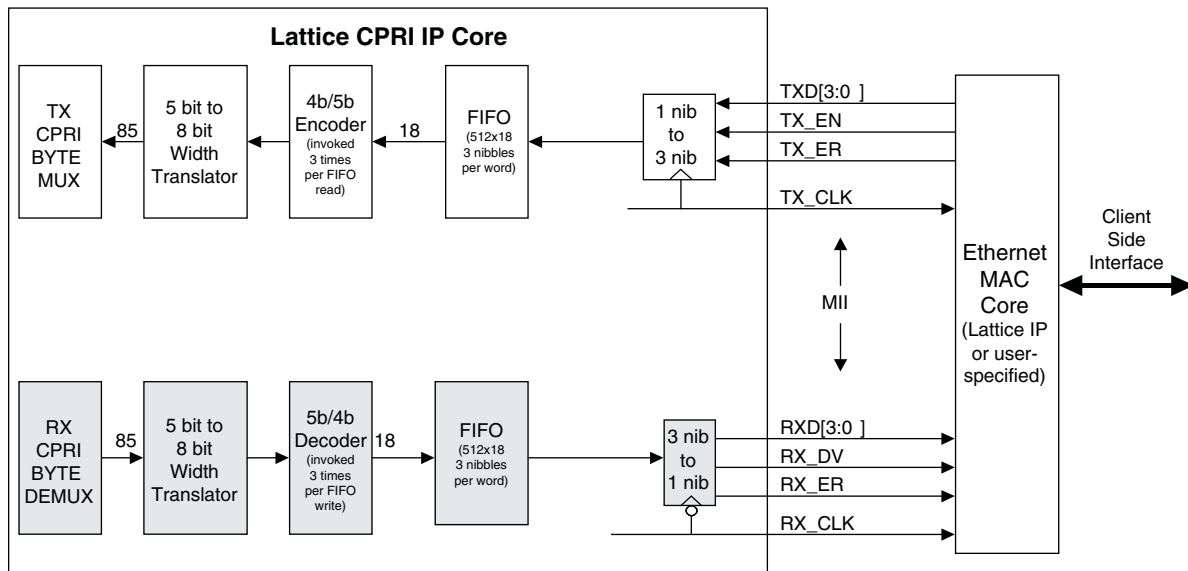 Lattice CPRI IP Core
TX
CPRI
BYTE
MUX
85
5 bit to
8 bit
Width
Translator
4b/5b
Encoder
(invoked
3 times
per FIFO
read)
18
FIFO
(512x18
3 nibbles
per word)
1 nib
to
3 nib
TXD[3:0 ]
TX_EN
TX_ER
TX_CLK
MII
Ethernet
MAC
Core
(Lattice IP
or user-
specified)
Client
Side
Interface
RX
CPRI
BYTE
DEMUX
85
5 bit to
8 bit
Width
Translator
5b/4b
Decoder
(invoked
3 times
per FIFO
write)
18
FIFO
(512x18
3 nibbles
per word)
3 nib
to
1 nib
RXD[3:0 ]
RX_DV
RX_ER
RX_CLK